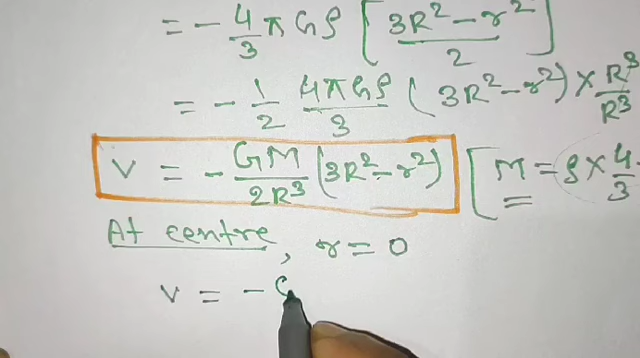 = - 4/3 π G ρ [ (3R² - r²)/2 ]
= - 1/2 4πGρ/3 ( 3R² - r² ) × R³/R³
V = - GM/2R³ (3R² - r²) [ M = ρ × 4/3
At centre, r = 0
V = - G